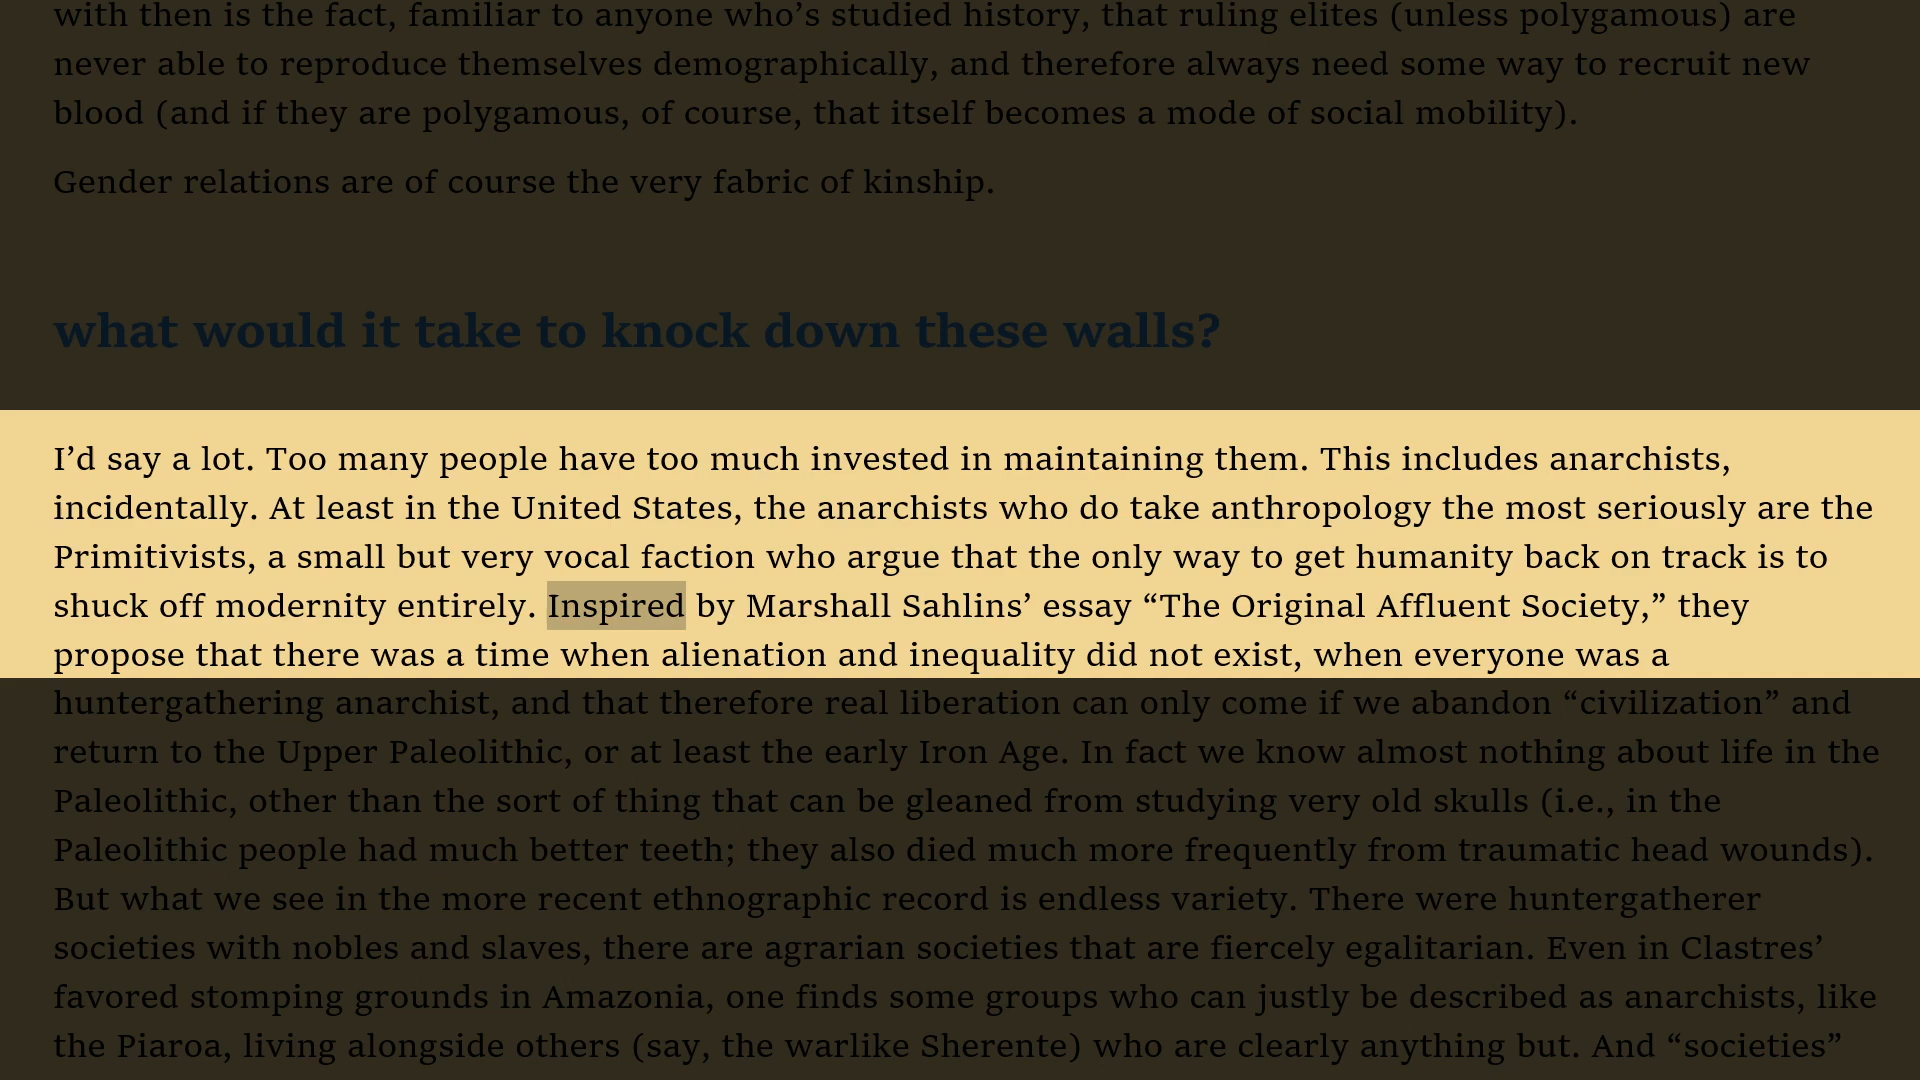 with then is the fact, familiar to anyone who’s studied history, that ruling elites (unless polygamous) are
never able to reproduce themselves demographically, and therefore always need some way to recruit new
blood (and if they are polygamous, of course, that itself becomes a mode of social mobility).
Gender relations are of course the very fabric of kinship.
what would it take to knock down these walls?
I’d say a lot. Too many people have too much invested in maintaining them. This includes anarchists,
incidentally. At least in the United States, the anarchists who do take anthropology the most seriously are the
Primitivists, a small but very vocal faction who argue that the only way to get humanity back on track is to
shuck off modernity entirely. Inspired by Marshall Sahlins’ essay “The Original Affluent Society,” they
propose that there was a time when alienation and inequality did not exist, when everyone was a
huntergathering anarchist, and that therefore real liberation can only come if we abandon “civilization” and
return to the Upper Paleolithic, or at least the early Iron Age. In fact we know almost nothing about life in the
Paleolithic, other than the sort of thing that can be gleaned from studying very old skulls (i.e., in the
Paleolithic people had much better teeth; they also died much more frequently from traumatic head wounds).
But what we see in the more recent ethnographic record is endless variety. There were huntergatherer
societies with nobles and slaves, there are agrarian societies that are fiercely egalitarian. Even in Clastres’
favored stomping grounds in Amazonia, one finds some groups who can justly be described as anarchists, like
the Piaroa, living alongside others (say, the warlike Sherente) who are clearly anything but. And “societies”